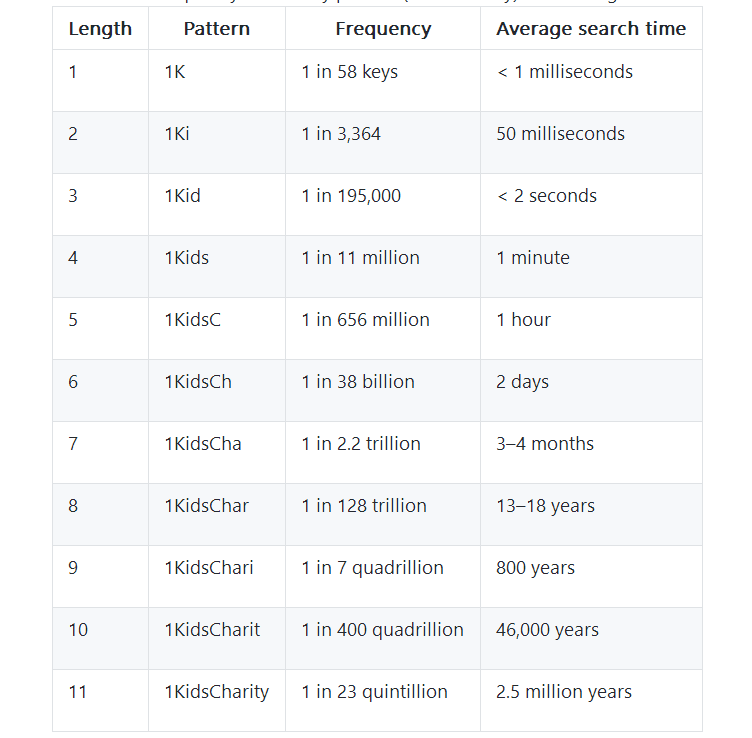 Length Pattern Frequency Average search time
1 1K 1 in 58 keys < 1 milliseconds
2 1Ki 1 in 3,364 50 milliseconds
3 1Kid 1 in 195,000 < 2 seconds
4 1Kids 1 in 11 million 1 minute
5 1KidsC 1 in 656 million 1 hour
6 1KidsCh 1 in 38 billion 2 days
7 1KidsCha 1 in 2.2 trillion 3–4 months
8 1KidsChar 1 in 128 trillion 13–18 years
9 1KidsChari 1 in 7 quadrillion 800 years
10 1KidsCharit 1 in 400 quadrillion 46,000 years
11 1KidsCharity 1 in 23 quintillion 2.5 million years